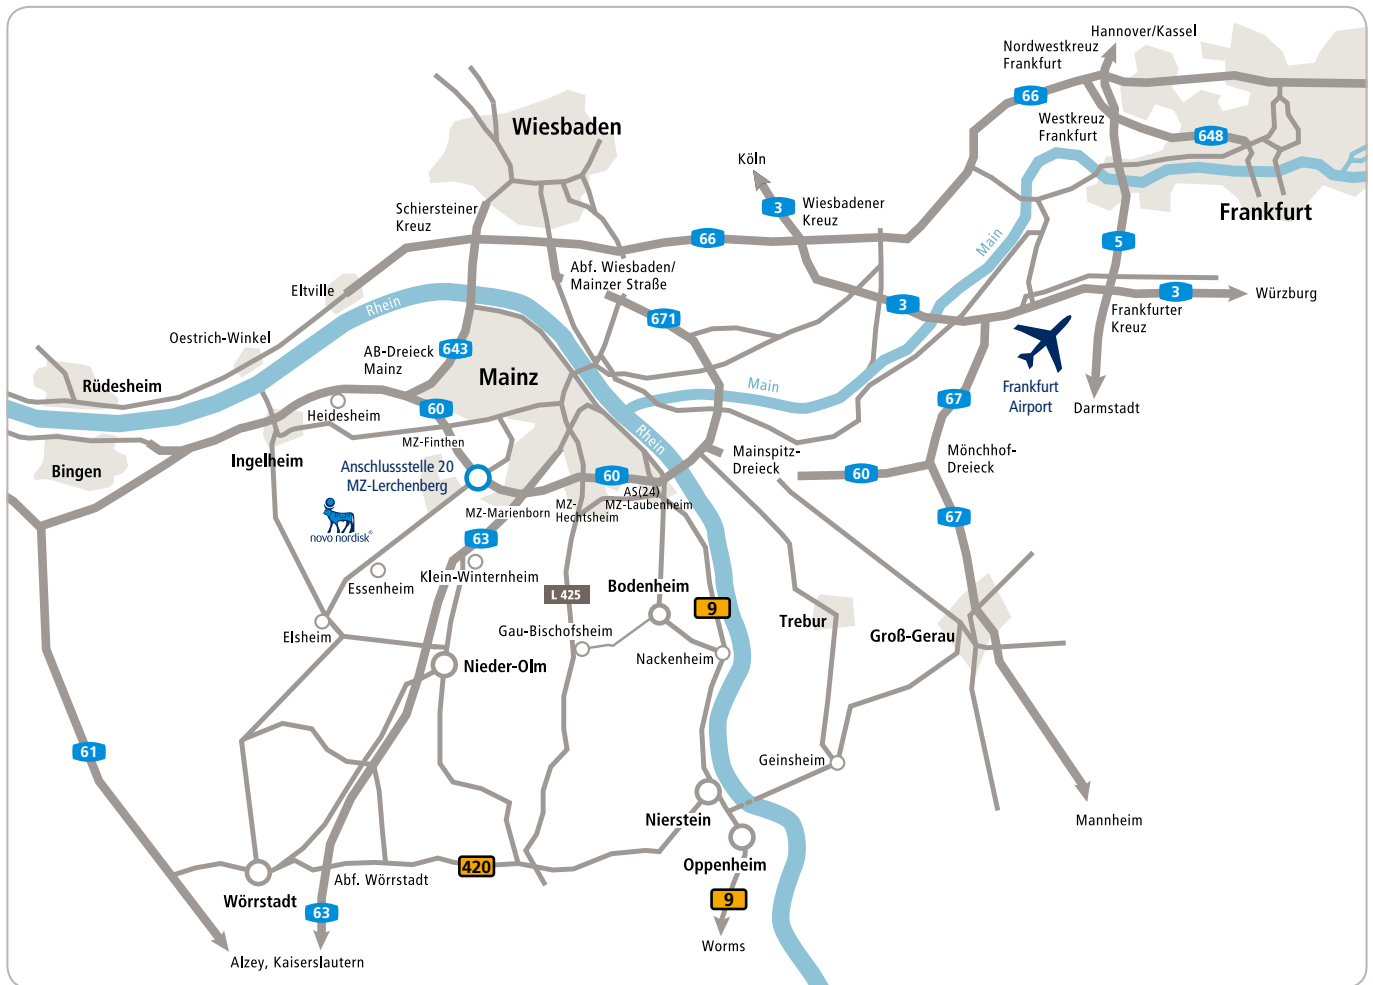 Hannover/Kassel
Nordwestkreuz
Frankfurt
66
Westkreuz
Frankfurt
648
Wiesbaden
Köln
3
Wiesbadener
Kreuz
Schiersteiner
Kreuz
Frankfurt
66
5
Main
Abf. Wiesbaden/
Mainzer Straße
Eltville
Rhein
3
3
Würzburg
Frankfurter
Kreuz
671
Oestrich-Winkel
AB-Dreieck
Mainz
643
Mainz
Rüdesheim
Main
Frankfurt
Airport
67
Darmstadt
Heidesheim
60
MZ-Finthen
Rhein
Mainspitz-
Dreieck
Mönchhof-
Dreieck
Bingen
Ingelheim
Anschlussstelle 20
MZ-Lerchenberg
60
60
AS(24)
MZ-Laubenheim
MZ-
Hechtsheim
MZ-Marienborn
67
novo nordisk®
63
Klein-Winternheim
Essenheim
L 425
Bodenheim
9
Trebur
Groß-Gerau
Elsheim
Gau-Bischofsheim
Nackenheim
Nieder-Olm
61
Geinsheim
Nierstein
Mannheim
Oppenheim
420
Abf. Wörrstadt
Wörrstadt
9
63
Worms
Alzey, Kaiserslautern